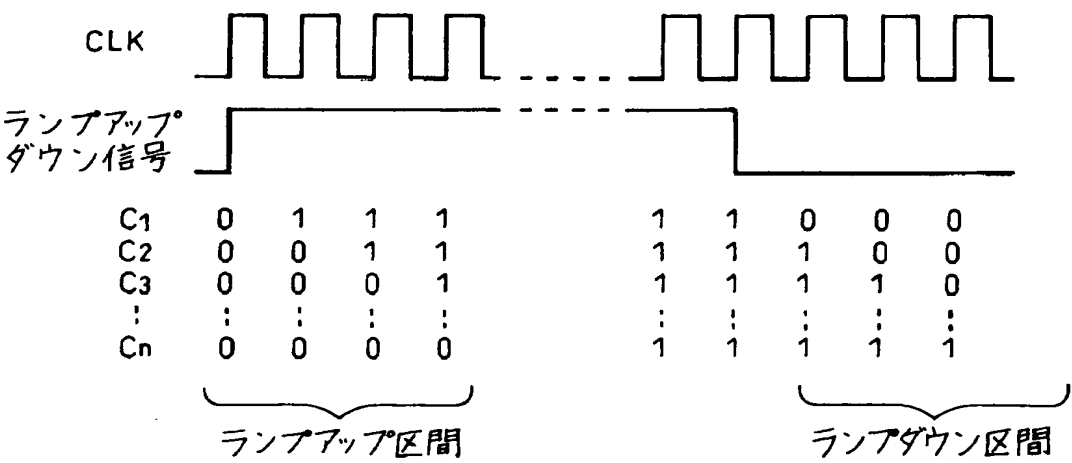 CLK
ランプアップ
ダウン信号
C1 0 1 1 1 1 1 0 0 0
C2 0 0 1 1 1 1 1 0 0
C3 0 0 0 1 1 1 1 1 0
Cn 0 0 0 0 1 1 1 1 1
ランプアップ区間 ランプダウン区間